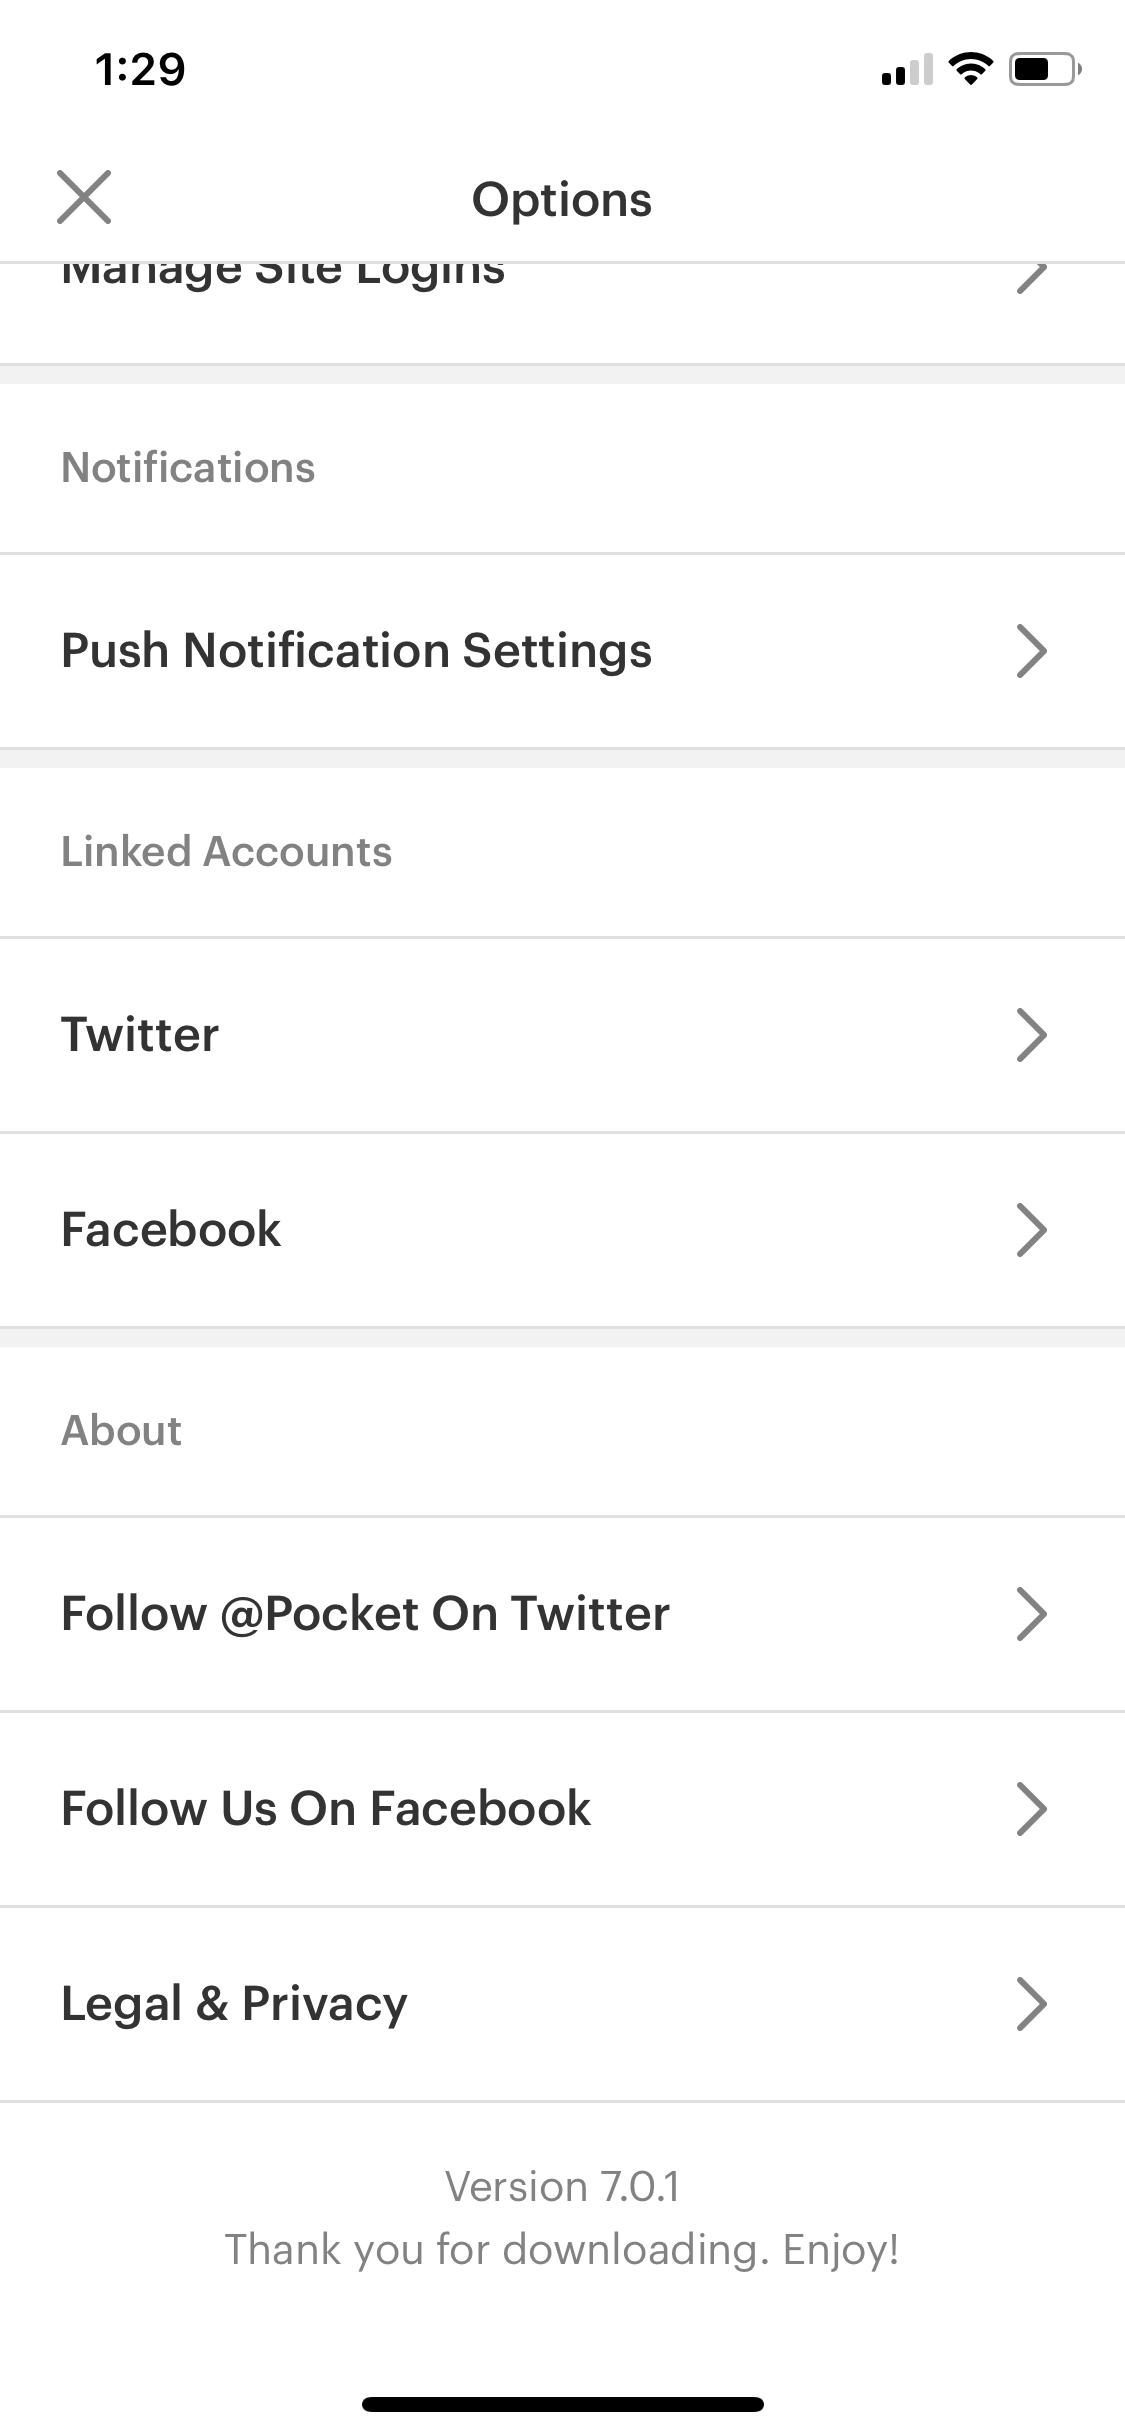 1:29
Options
Manage Site Logins
Notifications
Push Notification Settings
Linked Accounts
Twitter
Facebook
About
Follow @Pocket On Twitter
Follow Us On Facebook
Legal & Privacy
Version 7.0.1
Thank you for downloading. Enjoy!